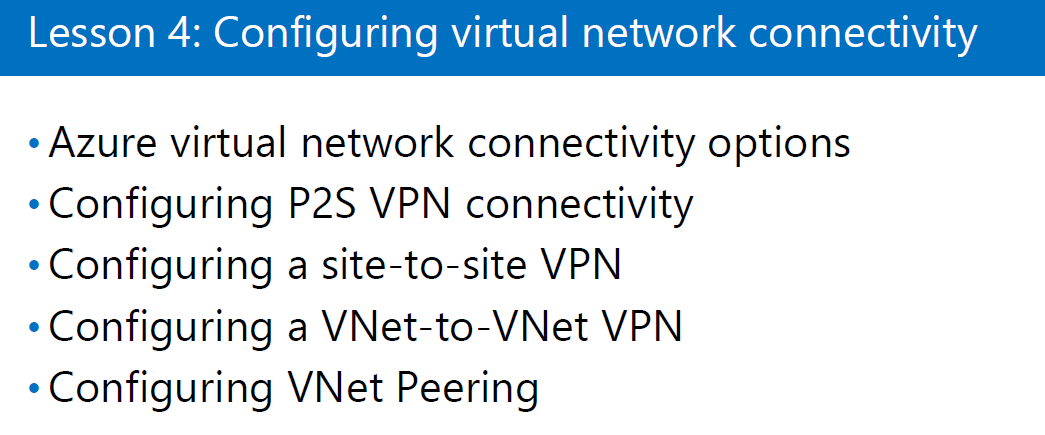 Lesson 4: Configuring virtual network connectivity
• Azure virtual network connectivity options
• Configuring P2S VPN connectivity
• Configuring a site-to-site VPN
• Configuring a VNet-to-VNet VPN
• Configuring VNet Peering